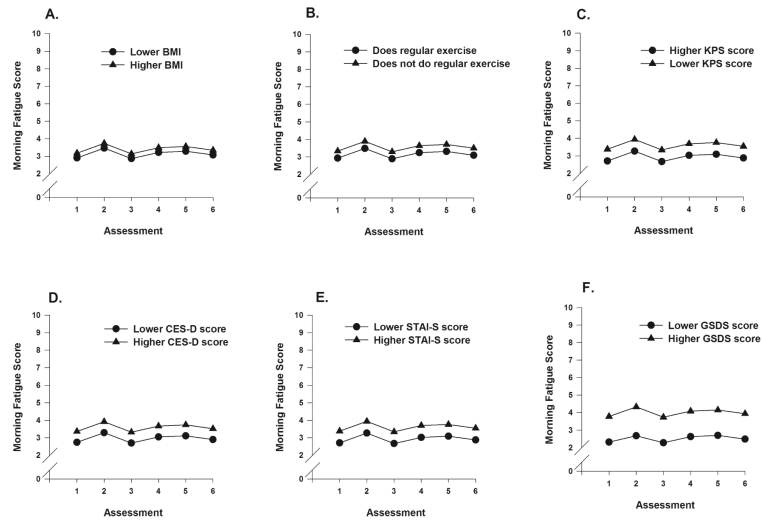 A.
Lower BMI
Higher BMI
Morning Fatigue Score
10
9
8
7
6
5
4
3
2
0
1 2 3 4 5 6
Assessment
B.
Does regular exercise
Does not do regular exercise
Morning Fatigue Score
10
9
8
7
6
5
4
3
2
0
1 2 3 4 5 6
Assessment
C.
Higher KPS score
Lower KPS score
Morning Fatigue Score
10
9
8
7
6
5
4
3
2
0
1 2 3 4 5 6
Assessment
D.
Lower CES-D score
Higher CES-D score
Morning Fatigue Score
10
9
8
7
6
5
4
3
2
0
1 2 3 4 5 6
Assessment
E.
Lower STAI-S score
Higher STAI-S score
Morning Fatigue Score
10
9
8
7
6
5
4
3
2
0
1 2 3 4 5 6
Assessment
F.
Lower GSDS score
Higher GSDS score
Morning Fatigue Score
10
9
8
7
6
5
4
3
2
0
1 2 3 4 5 6
Assessment